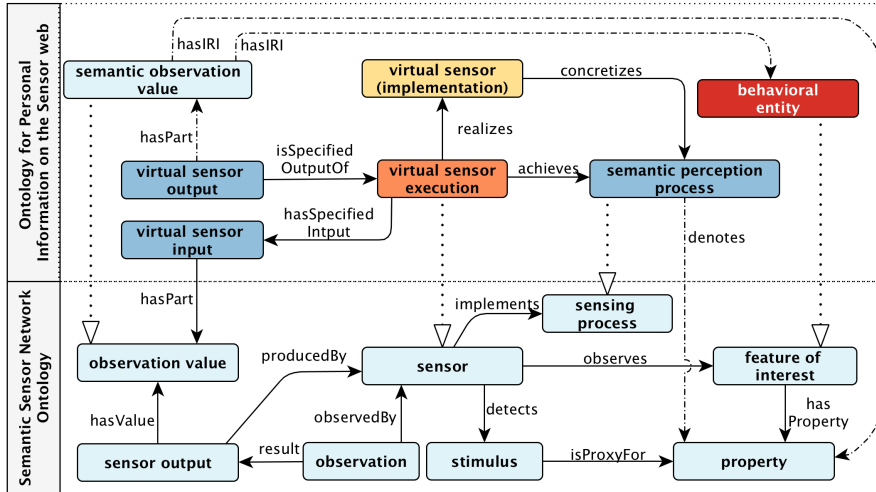 Ontology for Personal
Information on the Sensor web
hasIRI
hasIRI
semantic observation
value
virtual sensor
(implementation)
concretizes
behavioral
entity
hasPart
realizes
isSpecified
OutputOf
virtual sensor
output
virtual sensor
execution
achieves
semantic perception
process
hasSpecified
Intput
virtual sensor
input
denotes
Semantic Sensor Network
Ontology
hasPart
implements
sensing
process
producedBy
observation value
sensor
observes
feature of
interest
hasValue
observedBy
detects
has
Property
result
sensor output
observation
stimulus
isProxyFor
property